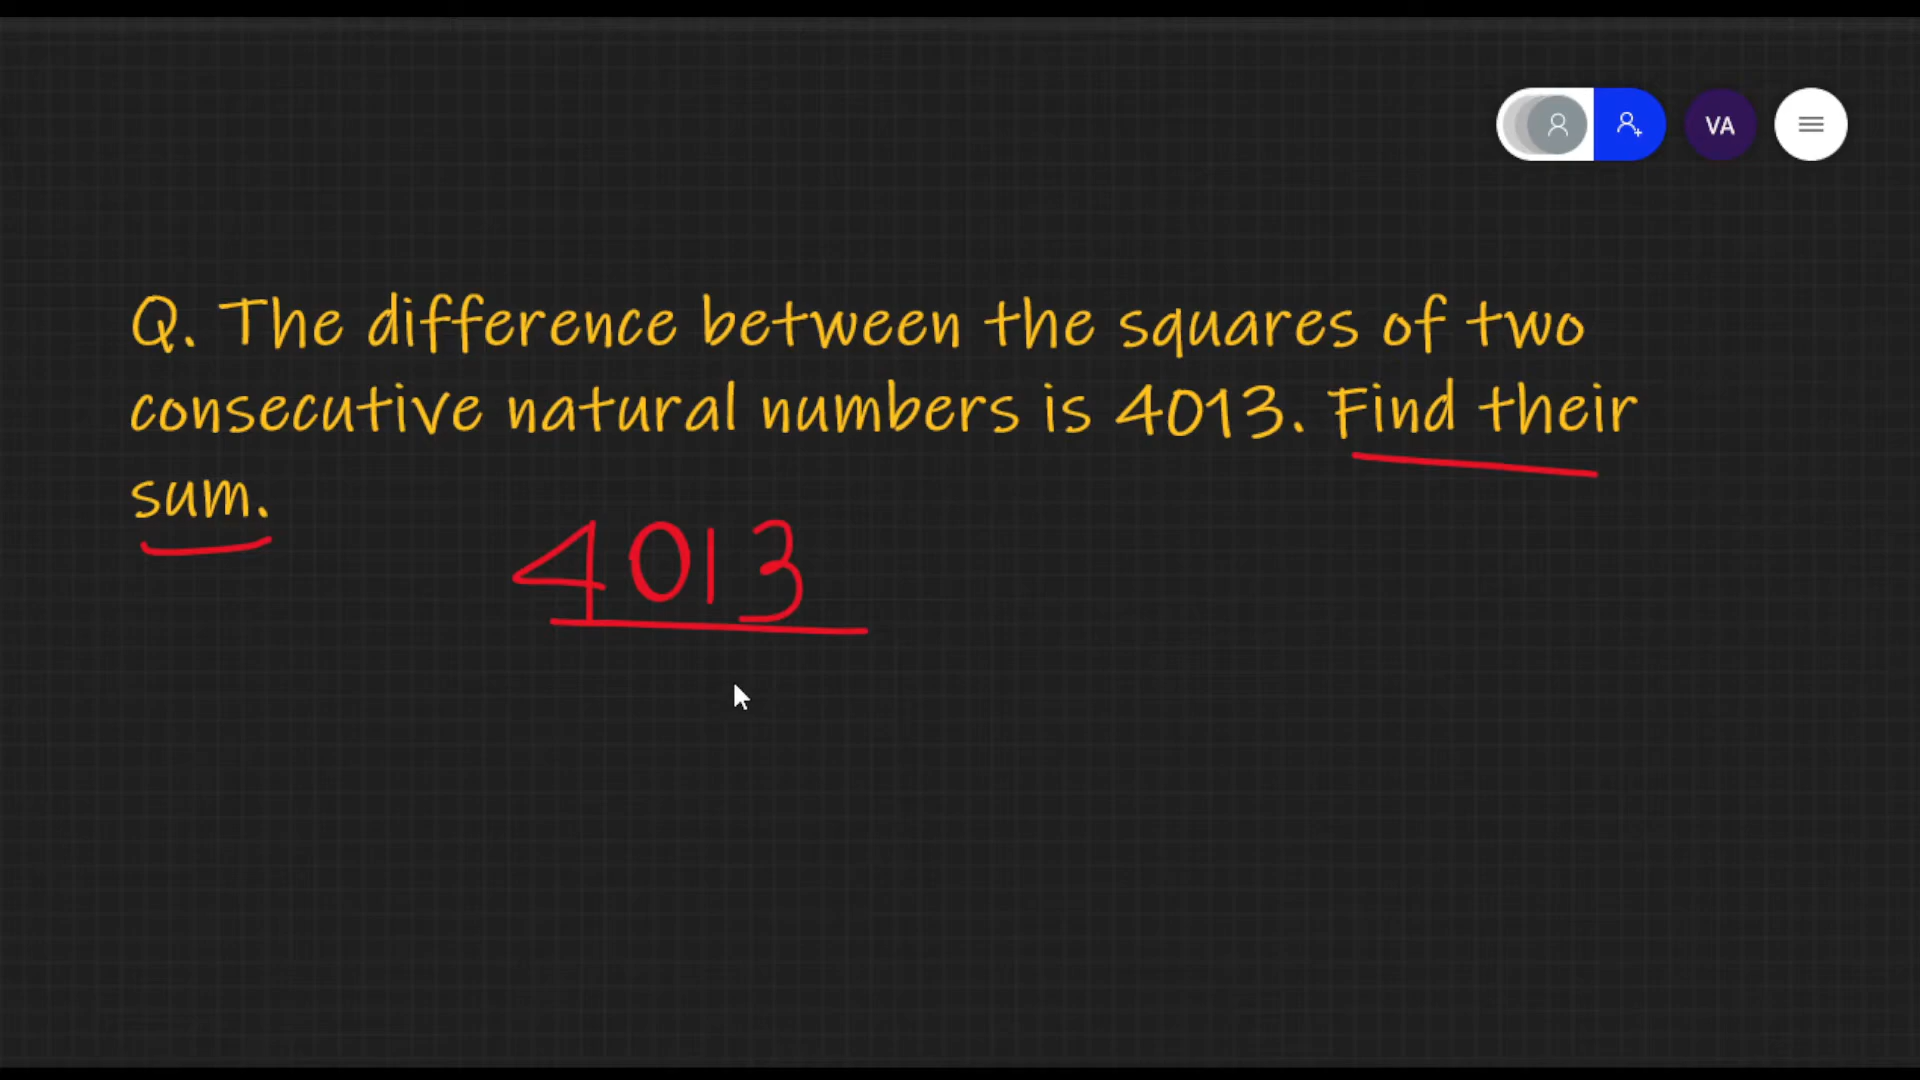 VA
Q. The difference between the squares of two
consecutive natural numbers is 4013. Find their
sum.
4013